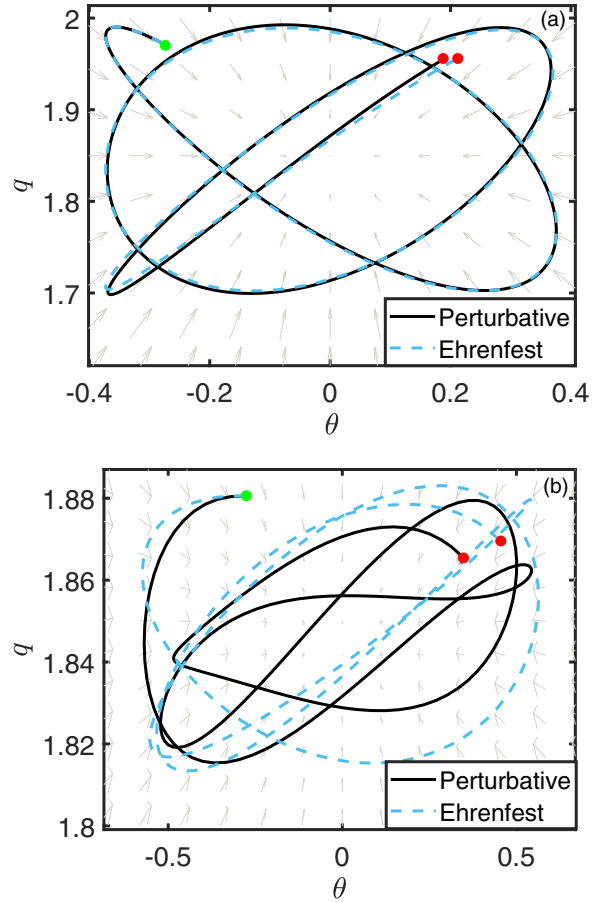 (a)
2
1.9
1.8
1.7
q
Perturbative
Ehrenfest
-0.4
-0.2
0
0.2
0.4
θ
(b)
1.88
1.86
1.84
1.82
1.8
q
Perturbative
Ehrenfest
-0.5
0
0.5
θ